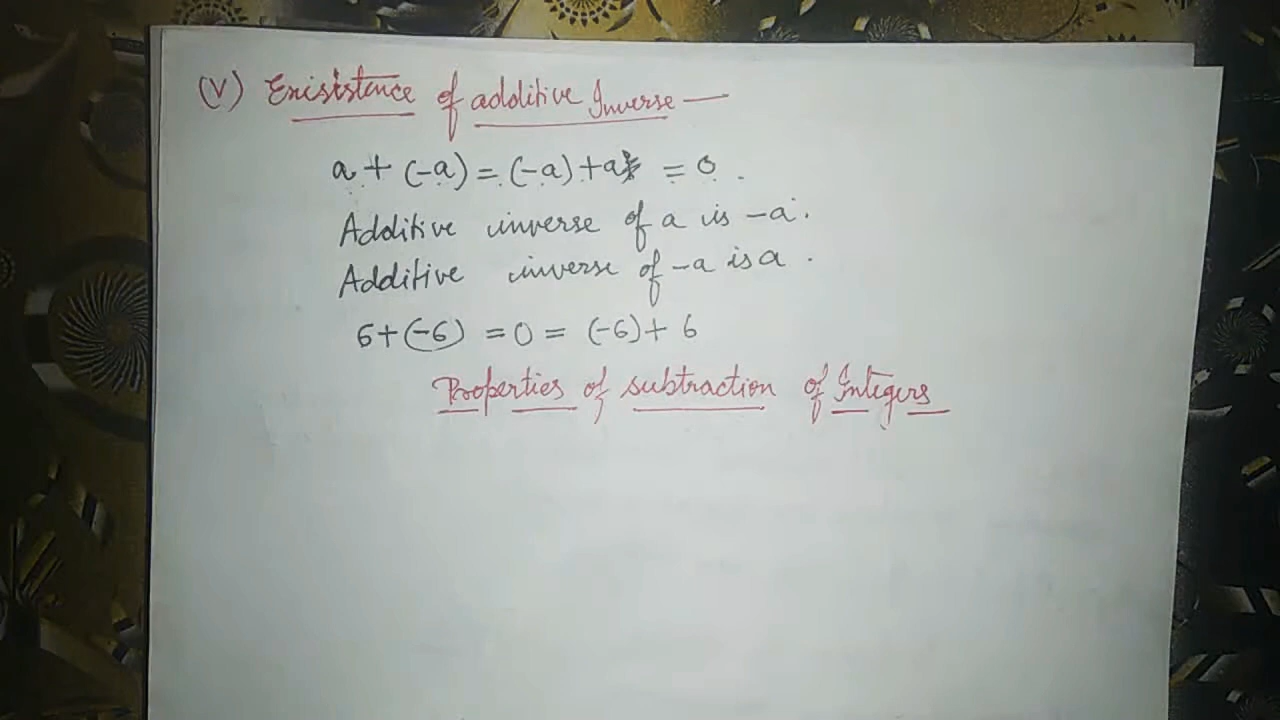 (V) Exisistence of additive Inverse —
a + (-a) = (-a) + a = 0 .
Additive inverse of a is -a .
Additive inverse of -a is a .
6+(-6) = 0 = (-6)+ 6
Properties of subtraction of Integers